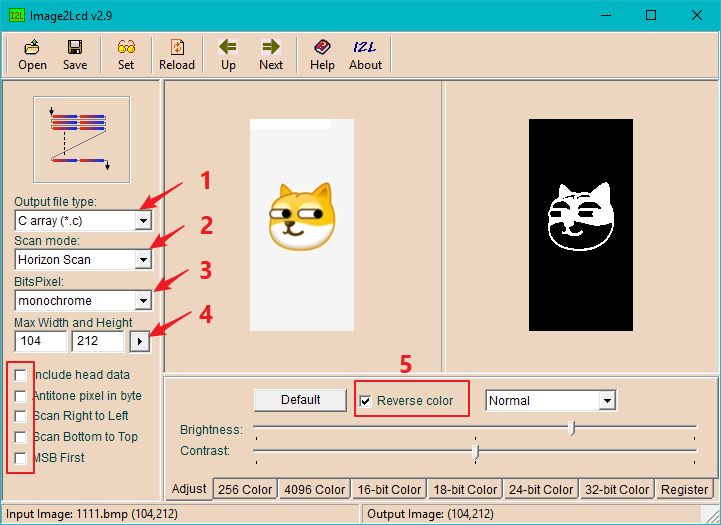 I2L Image2Lcd v2.9
Open Save Set Reload Up Next Help I2L About
Output file type:
1
C array (*.c)
Scan mode:
2
Horizon Scan
BitsPixel:
3
monochrome
Max Width and Height
4
104 212
Include head data
Antitone pixel in byte
Scan Right to Left
Scan Bottom to Top
MSB First
5
Default Reverse color Normal
Brightness:
Contrast:
Adjust 256 Color 4096 Color 16-bit Color 18-bit Color 24-bit Color 32-bit Color Register
Input Image: 1111.bmp (104,212) Output Image: (104,212)